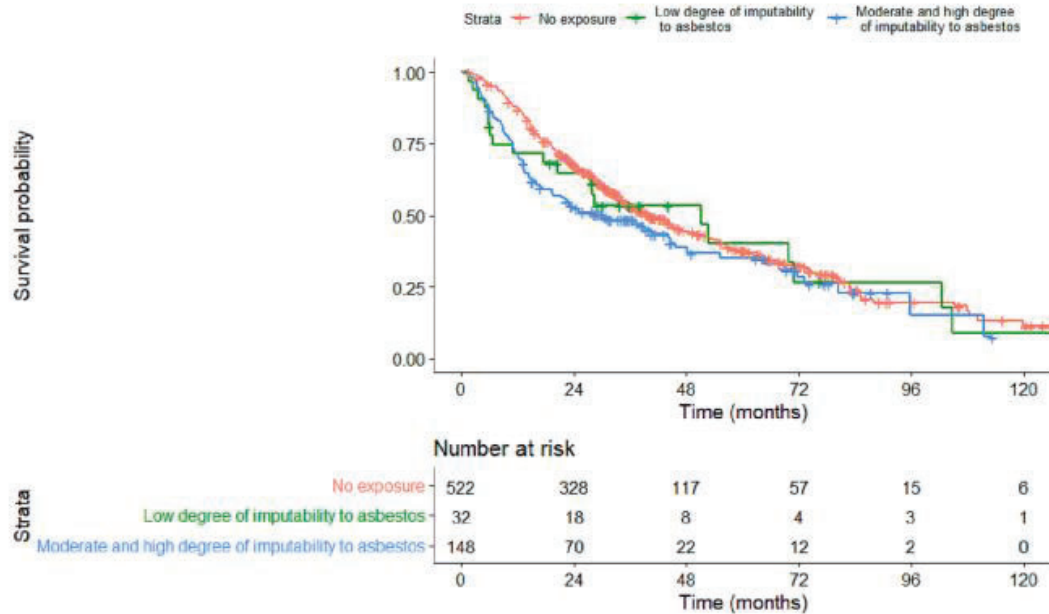 Strata No exposure Low degree of imputability to asbestos Moderate and high degree of imputability to asbestos
Survival probability
1.00
0.75
0.50
0.25
0.00
0 24 48 72 96 120
Time (months)
Number at risk
Strata
No exposure 522 328 117 57 15 6
Low degree of imputability to asbestos 32 18 8 4 3 1
Moderate and high degree of imputability to asbestos 148 70 22 12 2 0
0 24 48 72 96 120
Time (months)